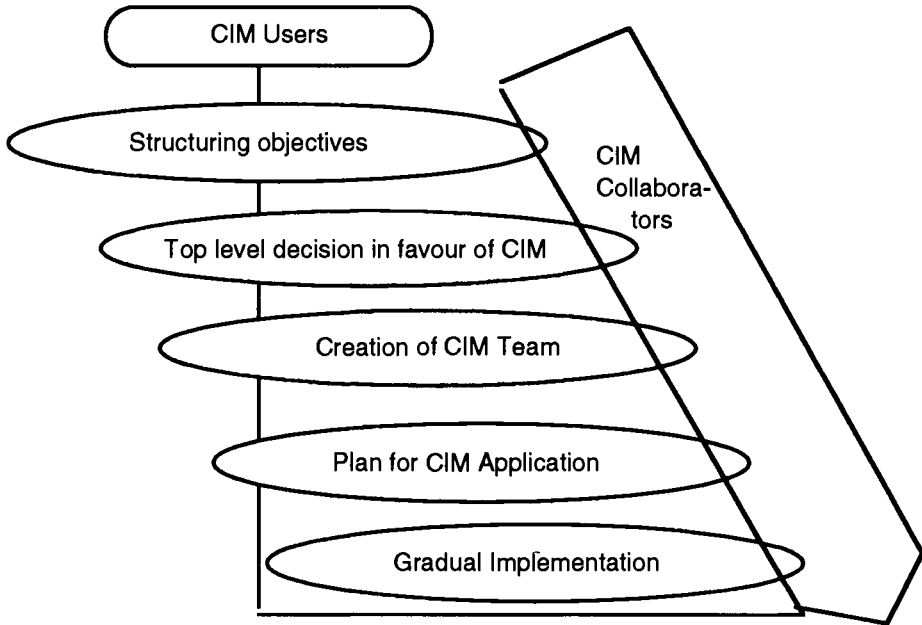 CIM Users
Structuring objectives
CIM
Collabora-
tors
Top level decision in favour of CIM
Creation of CIM Team
Plan for CIM Application
Gradual Implementation